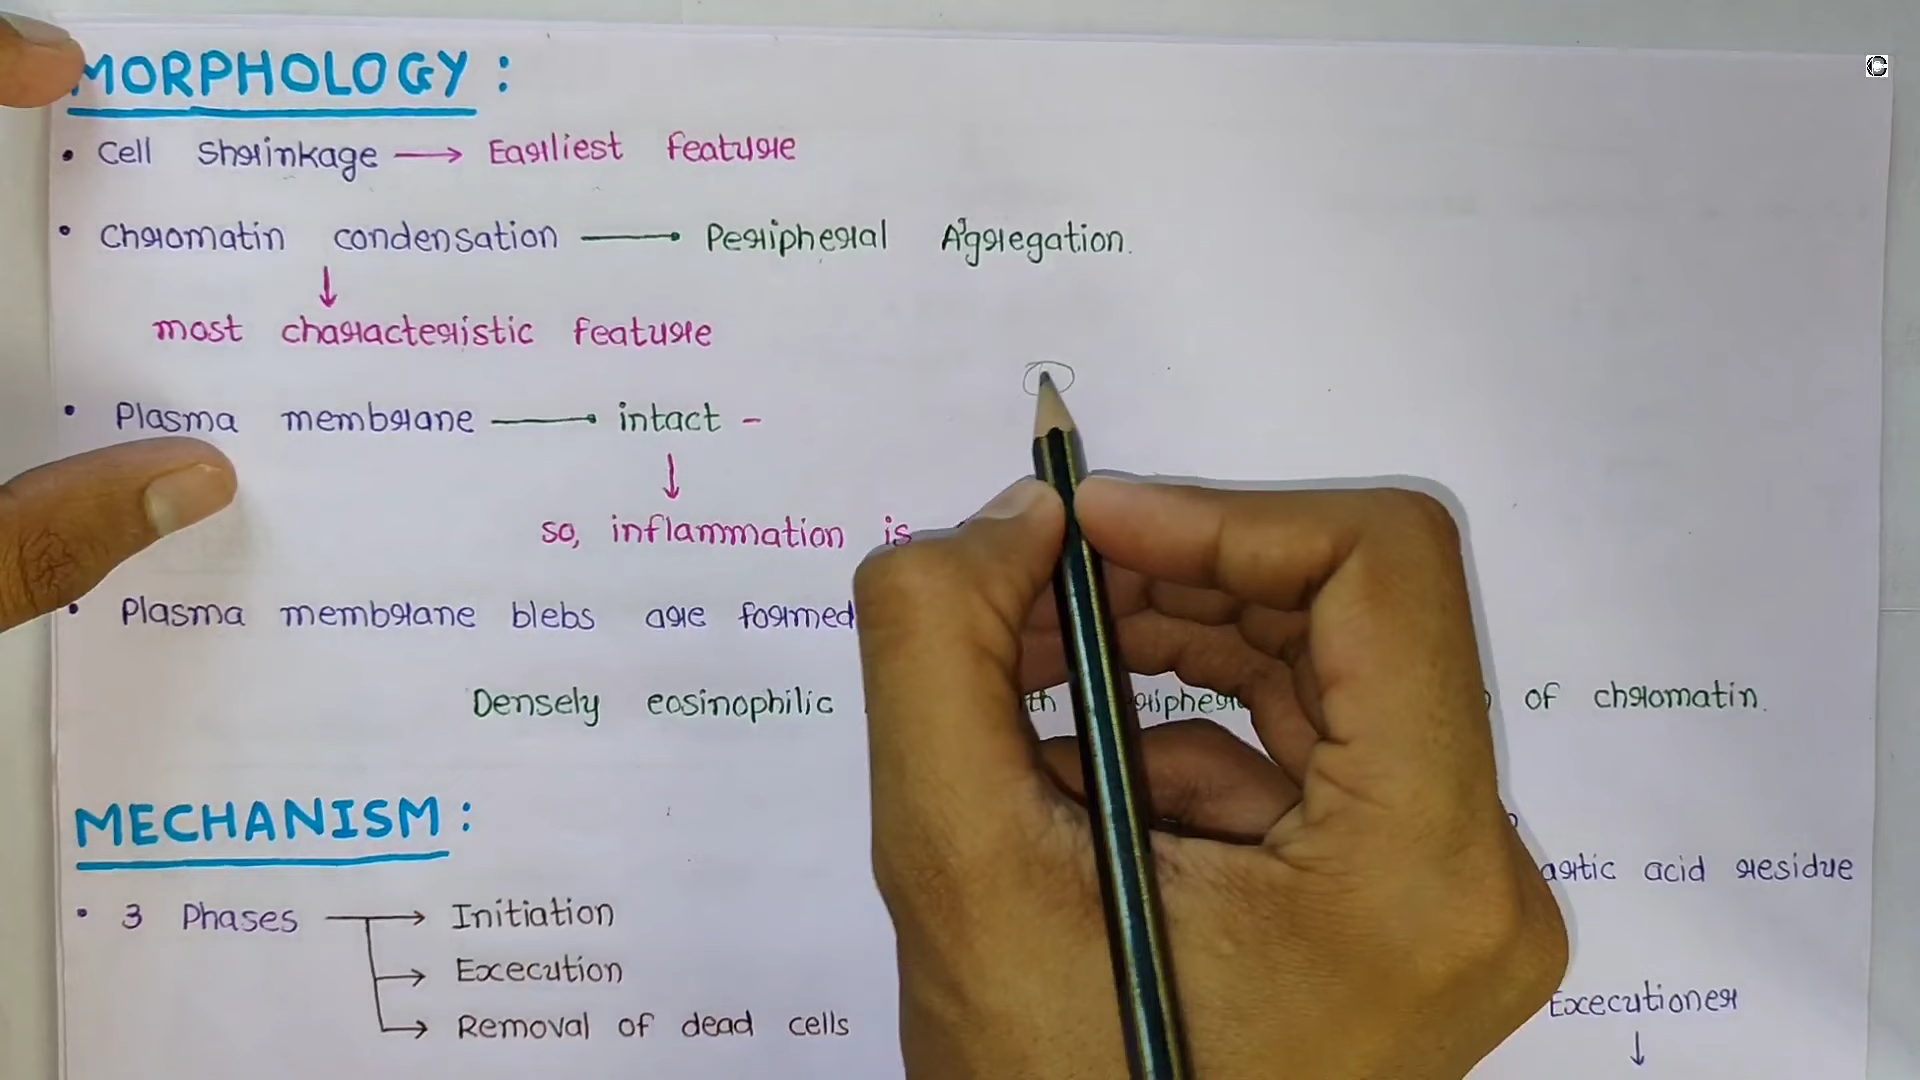 MORPHOLOGY :
• Cell Shrinkage → Earliest feature
• Chromatin condensation → Peripheral Aggregation.
↓
most characteristic feature
• Plasma membrane → intact -
↓
so, inflammation is
• Plasma membrane blebs are formed
Densely eosinophilic of chromatin.
MECHANISM :
acid residue
• 3 Phases → Initiation
→ Execution
Executioner
→ Removal of dead cells
↓